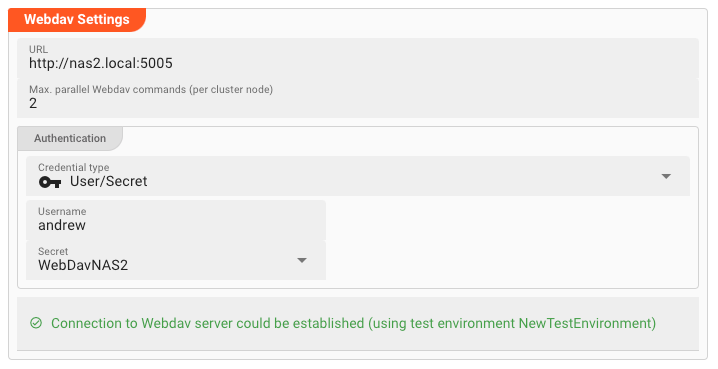 Webdav Settings
URL
http://nas2.local:5005
Max. parallel Webdav commands (per cluster node)
2
Authentication
Credential type
User/Secret
Username
andrew
Secret
WebDavNAS2
Connection to Webdav server could be established (using test environment NewTestEnvironment)